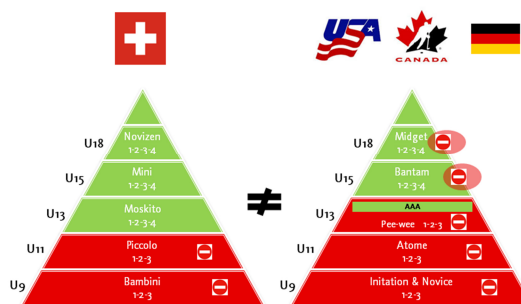 USA
CANADA
U18
Novizen
1-2-3-4
U15
Mini
1-2-3-4
U13
Moskito
1-2-3-4
U11
Piccolo
1-2-3
U9
Bambini
1-2-3
≠
U18
Midget
1-2-3-4
U15
Bantam
1-2-3-4
U13
AAA
Pee-wee 1-2-3
U11
Atome
1-2-3
U9
Initation & Novice
1-2-3